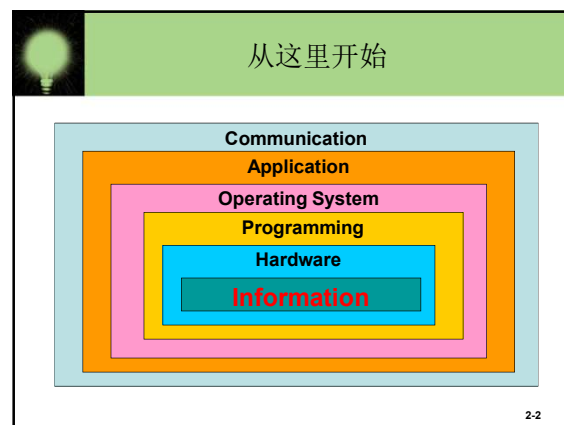 从这里开始
Communication
Application
Operating System
Programming
Hardware
Information
2-2